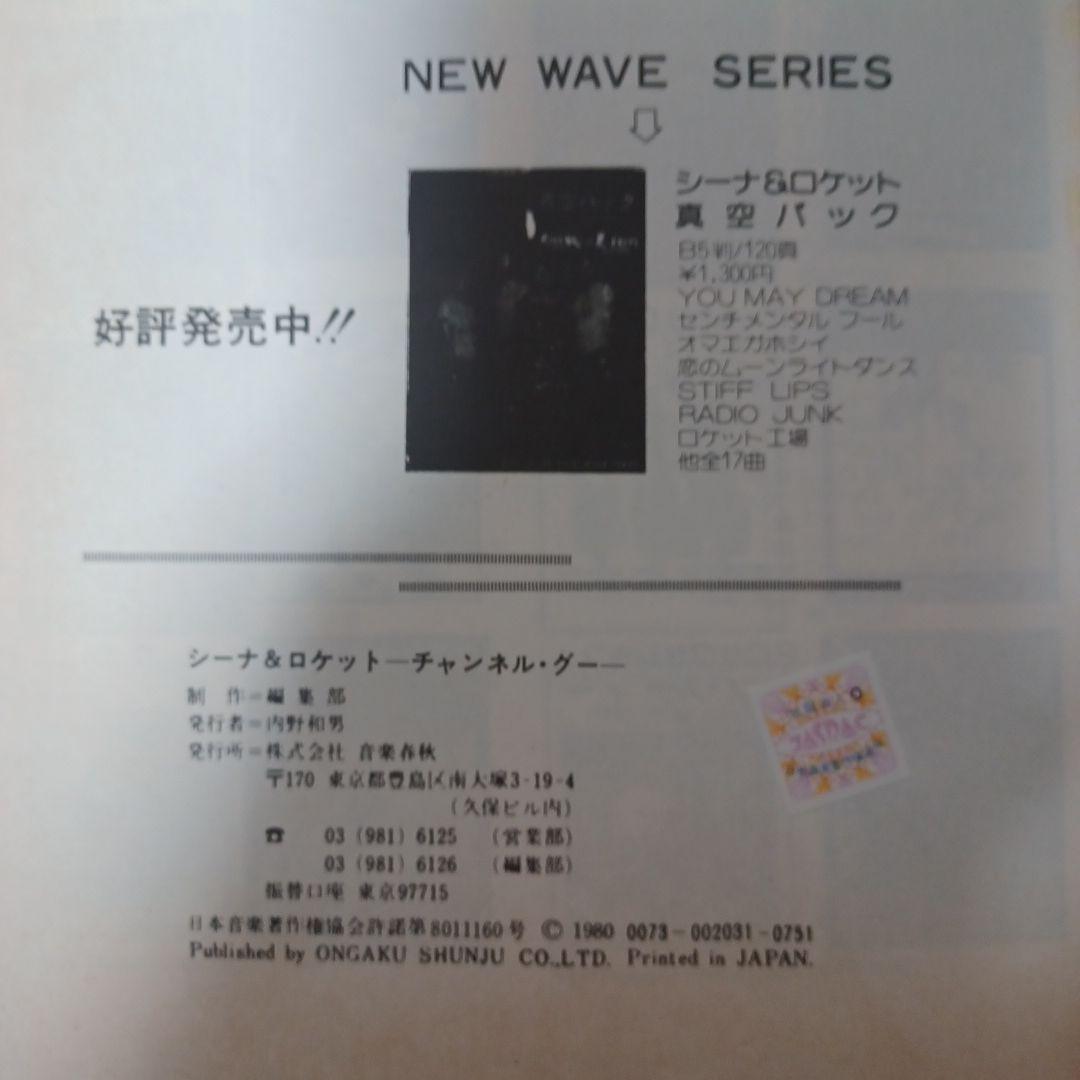 NEW WAVE SERIES
シーナ&ロケット
真空パック
B5判/120頁
¥1,300円
YOU MAY DREAM
センチメンタル フール
オマエガホシイ
恋のムーンライトダンス
STIFF LIPS
RADIO JUNK
ロケット工場
他全17曲
好評発売中!!
真空パック
シーナ&ロケット―チャンネル・グー―
制 作=編集部
発行者=内野和男
発行所=株式会社 音楽春秋
〒170 東京都豊島区南大塚3-19-4
(久保ビル内)
☎ 03 (981) 6125 (営業部)
03 (981) 6126 (編集部)
振替口座 東京97715
日本音楽著作権協会許諾第8011160号 © 1980 0073-002031-0751
Published by ONGAKU SHUNJU CO.,LTD. Printed in JAPAN.
JASRAC